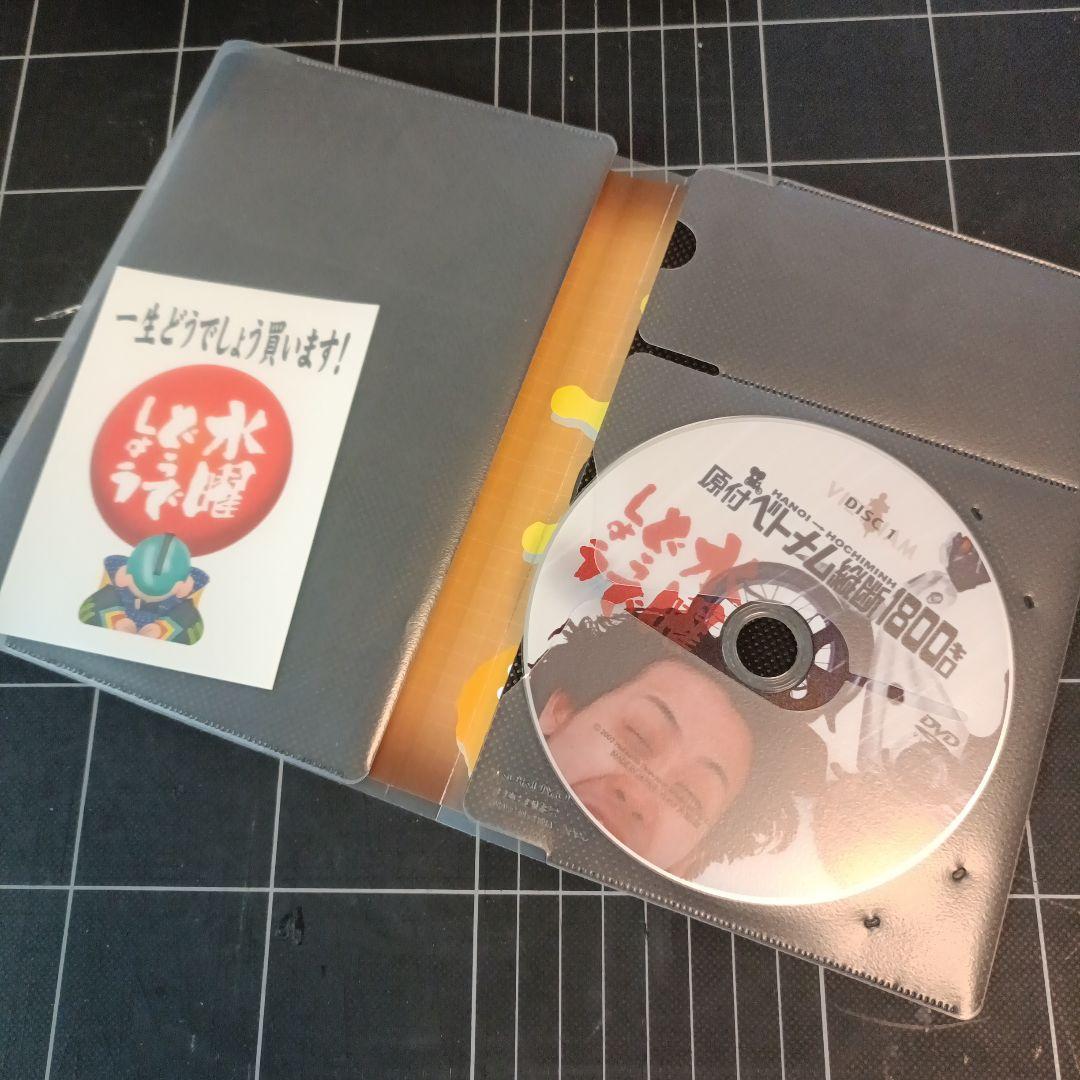 一生どうでしょう買います!
水曜
どうで
しょう
DISC 1
HANOI — HOCHIMINH
原付ベトナム縦断1800キロ
水曜
どうで
しょう
DVD